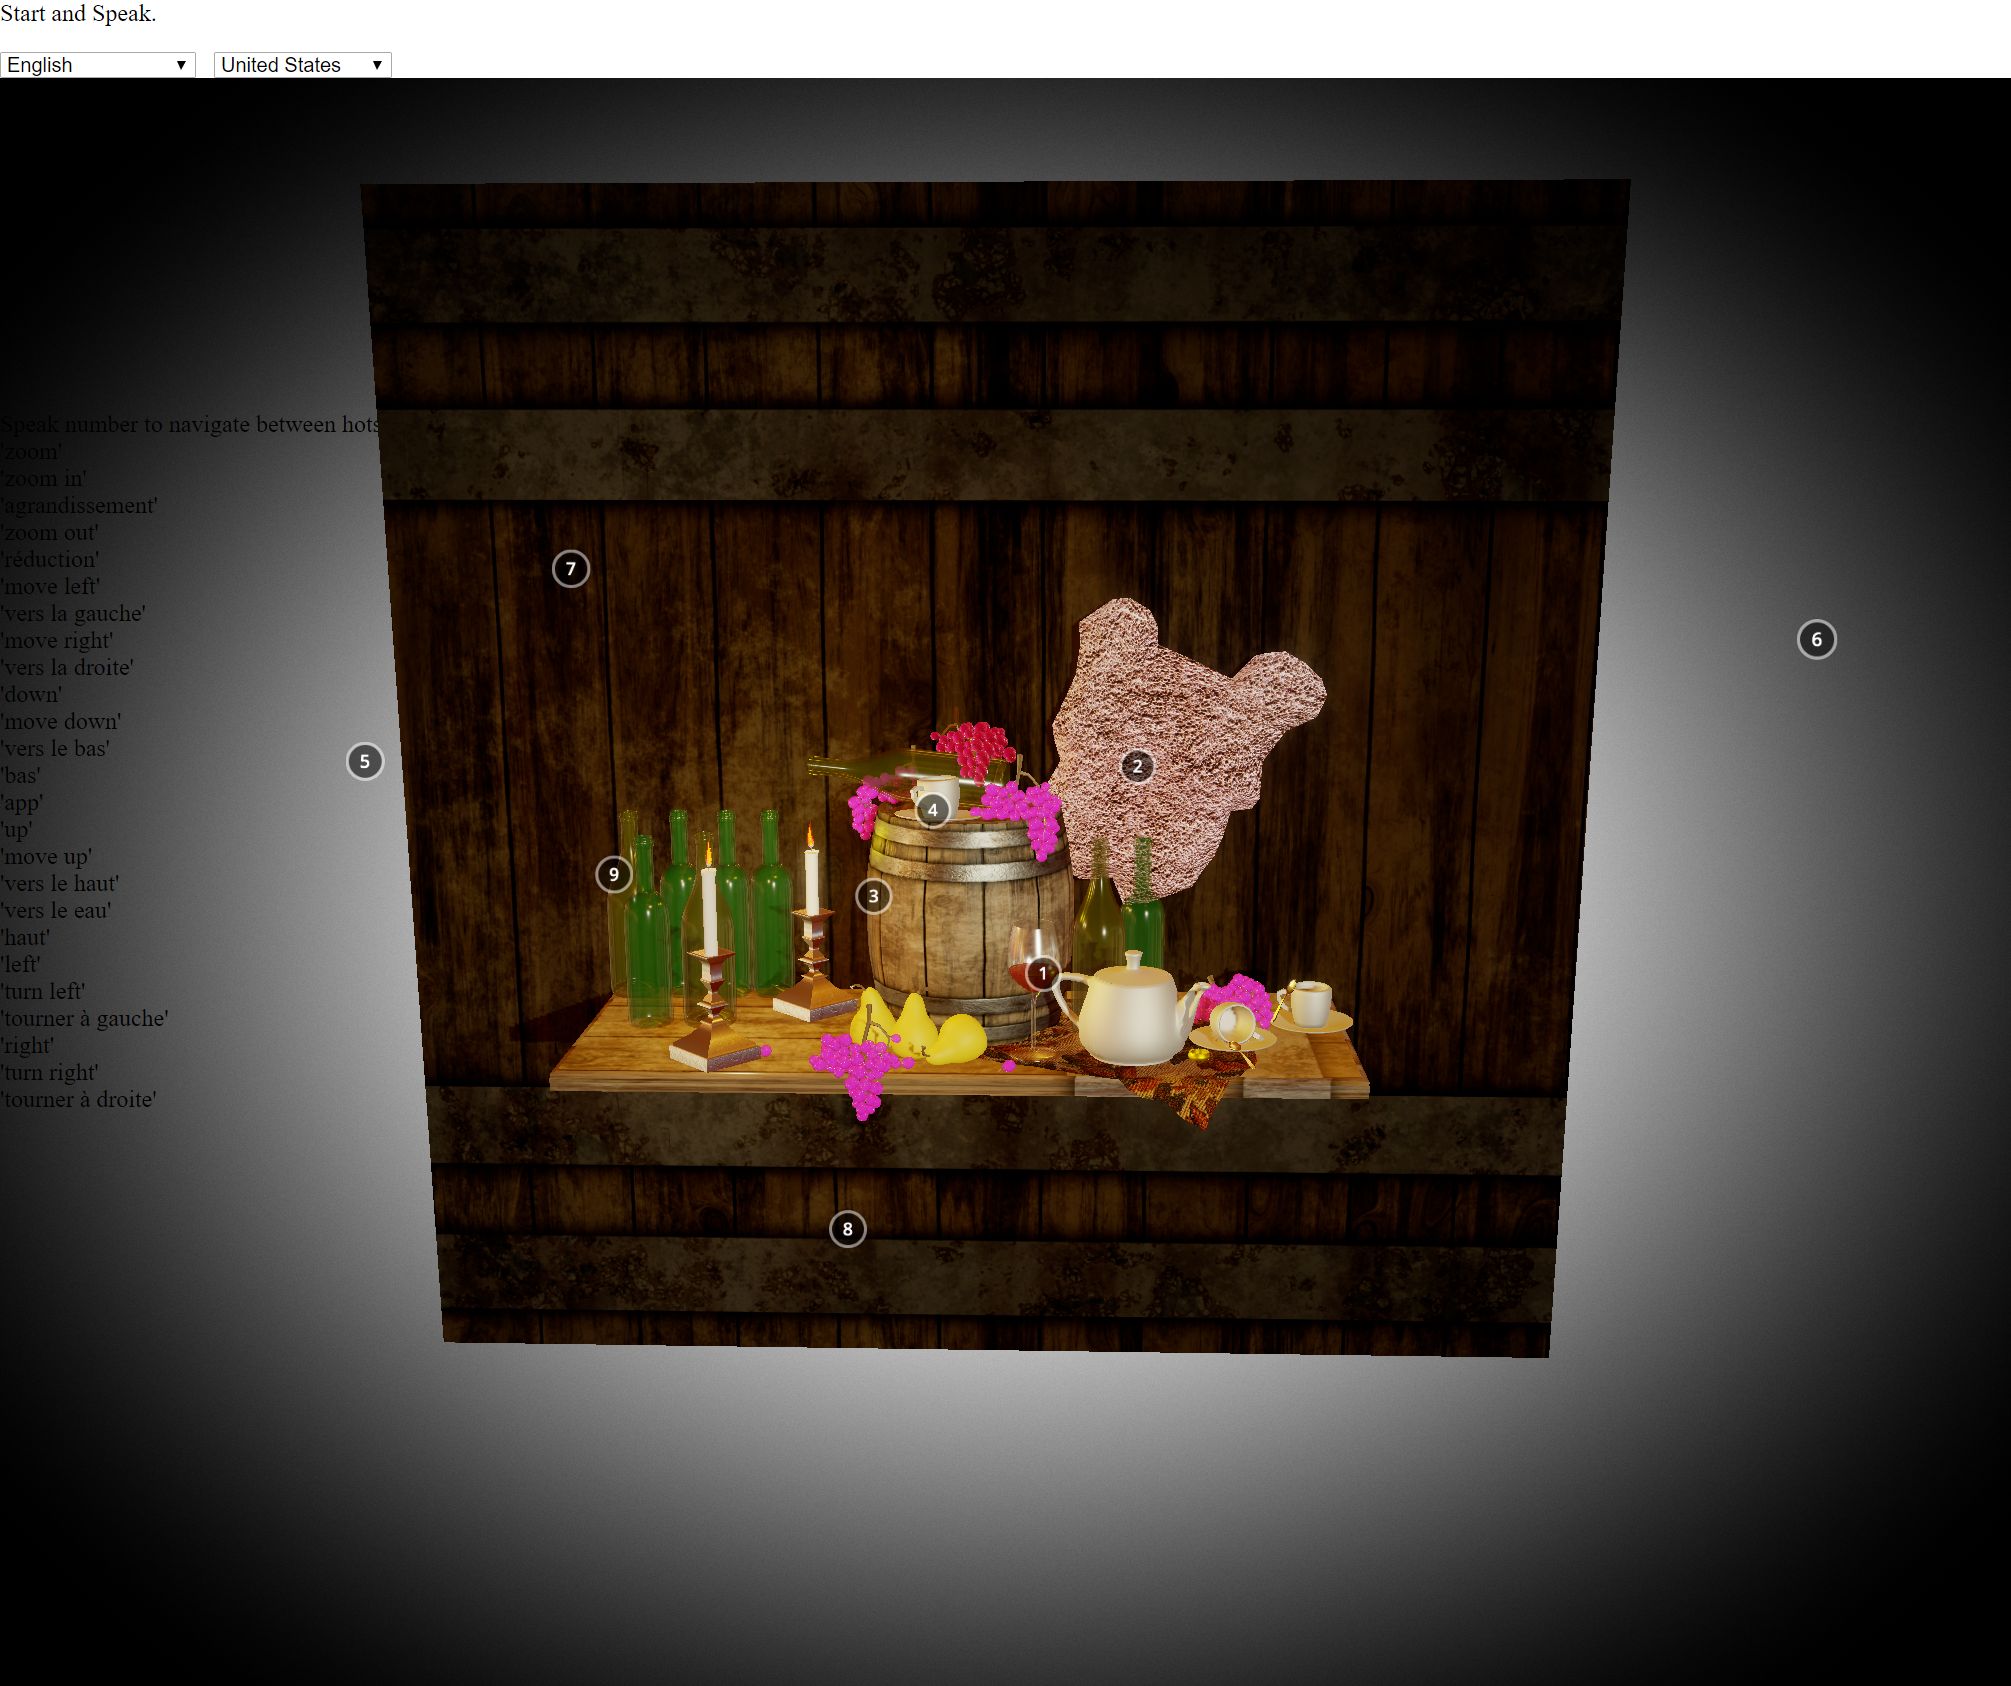 Start and Speak.
English United States
Speak number to navigate between hots
'zoom'
'zoom in'
'agrandissement'
'zoom out'
'réduction'
'move left'
'vers la gauche'
'move right'
'vers la droite'
'down'
'move down'
'vers le bas'
'bas'
'app'
'up'
'move up'
'vers le haut'
'vers le eau'
'haut'
'left'
'turn left'
'tourner à gauche'
'right'
'turn right'
'tourner à droite'
7
6
5
2
4
9
3
1
8